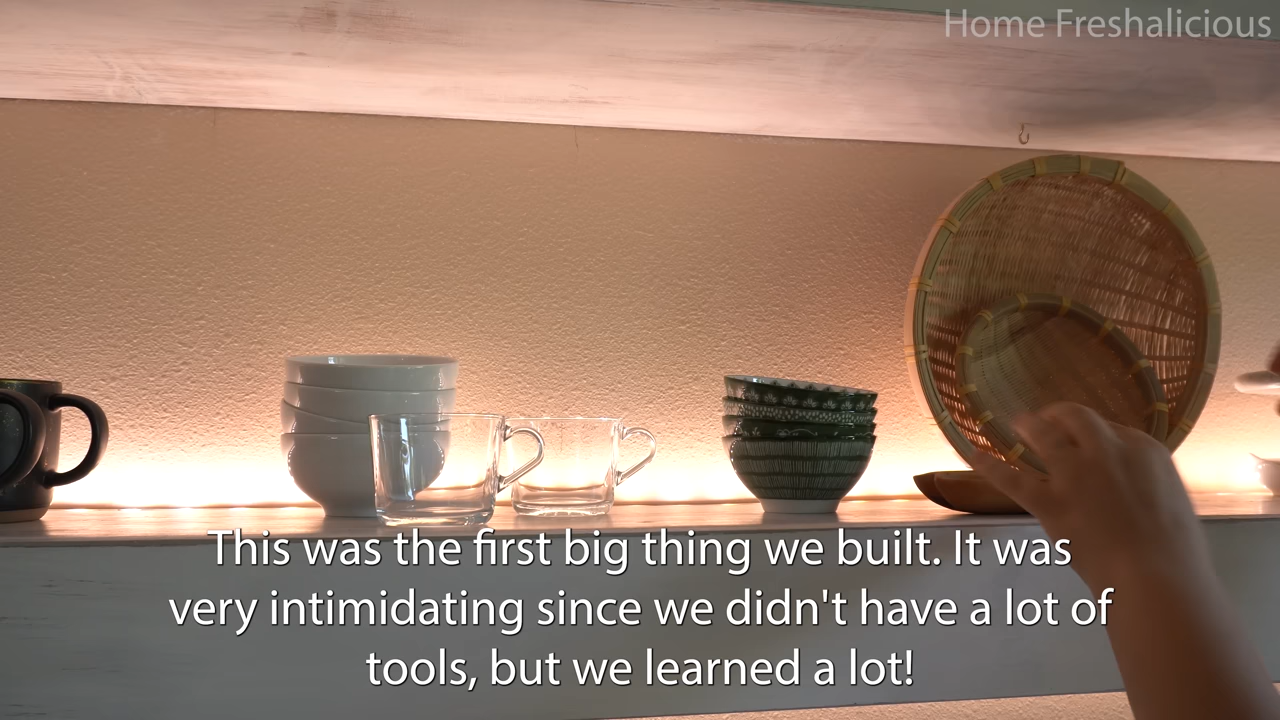 Home Freshalicious
This was the first big thing we built. It was
very intimidating since we didn't have a lot of
tools, but we learned a lot!